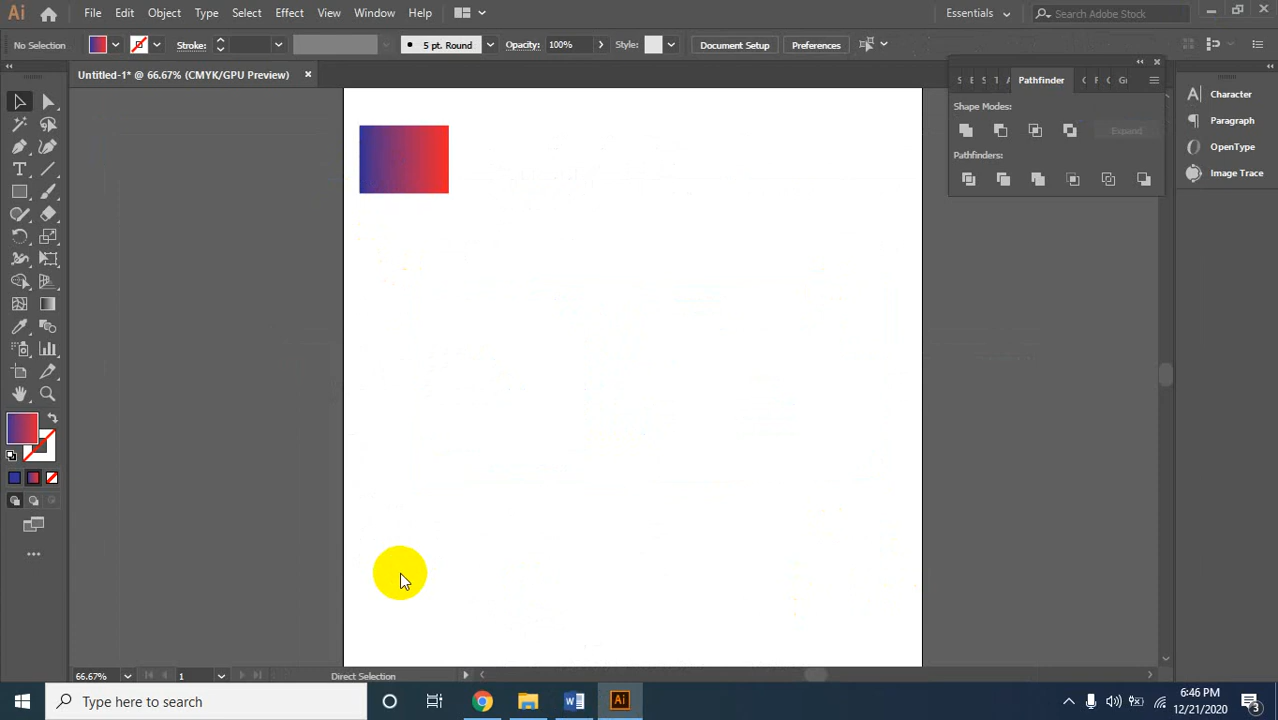 Ai File Edit Object Type Select Effect View Window Help Essentials Search Adobe Stock
No Selection Stroke: 5 pt. Round Opacity: 100% Style: Document Setup Preferences
Untitled-1* @ 66.67% (CMYK/GPU Preview)
Pathfinder Gi
Shape Modes:
Expand
Pathfinders:
Character
Paragraph
OpenType
Image Trace
66.67% 1 Direct Selection
Type here to search
Ai
6:46 PM
12/21/2020
3